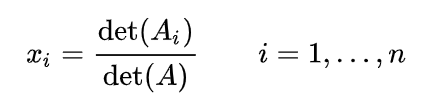 x_i = det(A_i) / det(A)    i = 1, . . . , n